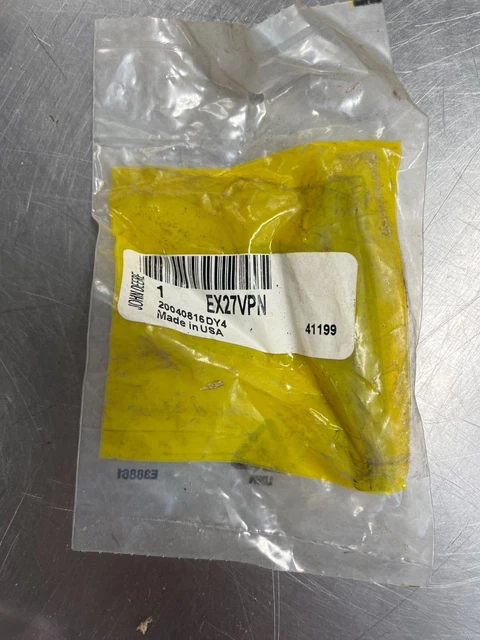 JOHN DEERE
1 EX27VPN
20040816DY4
Made in USA
41199
E38861